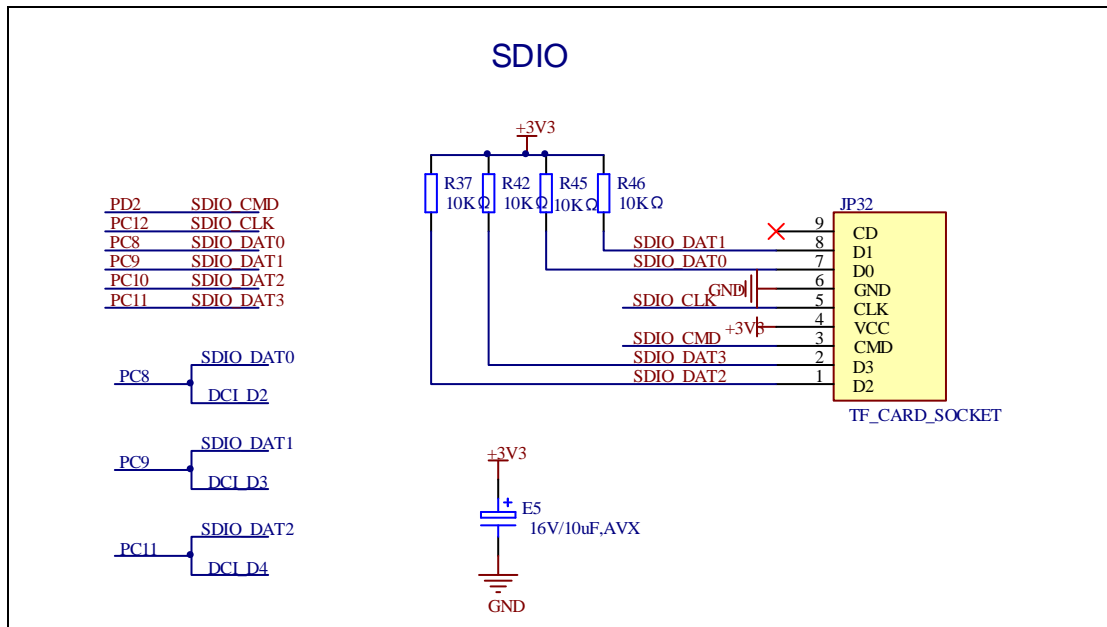 SDIO
+3V3
R37 R42 R45 R46
10KΩ 10KΩ 10KΩ 10KΩ
PD2 SDIO_CMD
PC12 SDIO_CLK
PC8 SDIO_DAT0
PC9 SDIO_DAT1
PC10 SDIO_DAT2
PC11 SDIO_DAT3
JP32
9 CD
SDIO_DAT1 8 D1
SDIO_DAT0 7 D0
GND 6 GND
SDIO_CLK 5 CLK
+3V3 4 VCC
SDIO_CMD 3 CMD
SDIO_DAT3 2 D3
SDIO_DAT2 1 D2
TF_CARD_SOCKET
SDIO_DAT0
PC8
DCI_D2
SDIO_DAT1
PC9
DCI_D3
SDIO_DAT2
PC11
DCI_D4
+3V3
+
E5
16V/10uF,AVX
GND